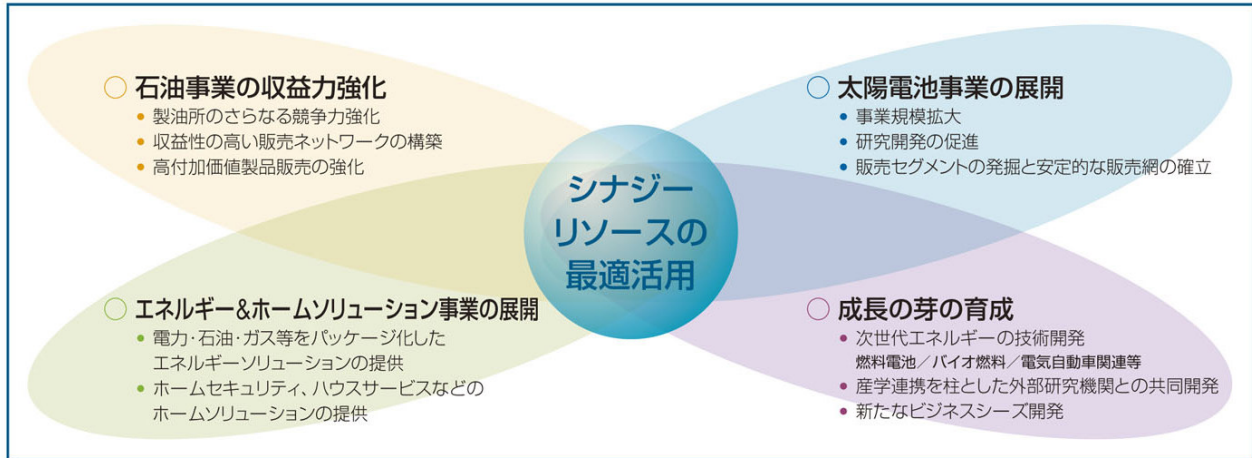 ○ 石油事業の収益力強化
• 製油所のさらなる競争力強化
• 収益性の高い販売ネットワークの構築
• 高付加価値製品販売の強化
○ 太陽電池事業の展開
• 事業規模拡大
• 研究開発の促進
• 販売セグメントの発掘と安定的な販売網の確立
シナジー
リソースの
最適活用
○ エネルギー&ホームソリューション事業の展開
• 電力・石油・ガス等をパッケージ化した
エネルギーソリューションの提供
• ホームセキュリティ、ハウスサービスなどの
ホームソリューションの提供
○ 成長の芽の育成
• 次世代エネルギーの技術開発
燃料電池／バイオ燃料／電気自動車関連等
• 産学連携を柱とした外部研究機関との共同開発
• 新たなビジネスシーズ開発